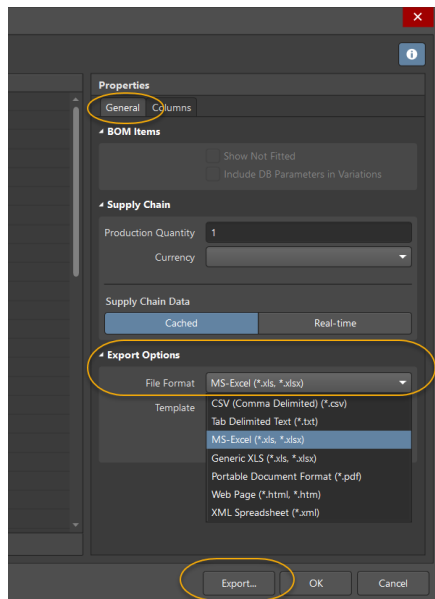 Properties
General Columns
BOM Items
Show Not Fitted
Include DB Parameters in Variations
Supply Chain
Production Quantity 1
Currency
Supply Chain Data
Cached Real-time
Export Options
File Format MS-Excel (*.xls, *.xlsx)
Template CSV (Comma Delimited) (*.csv)
Tab Delimited Text (*.txt)
MS-Excel (*.xls, *.xlsx)
Generic XLS (*.xls, *.xlsx)
Portable Document Format (*.pdf)
Web Page (*.html, *.htm)
XML Spreadsheet (*.xml)
Export... OK Cancel